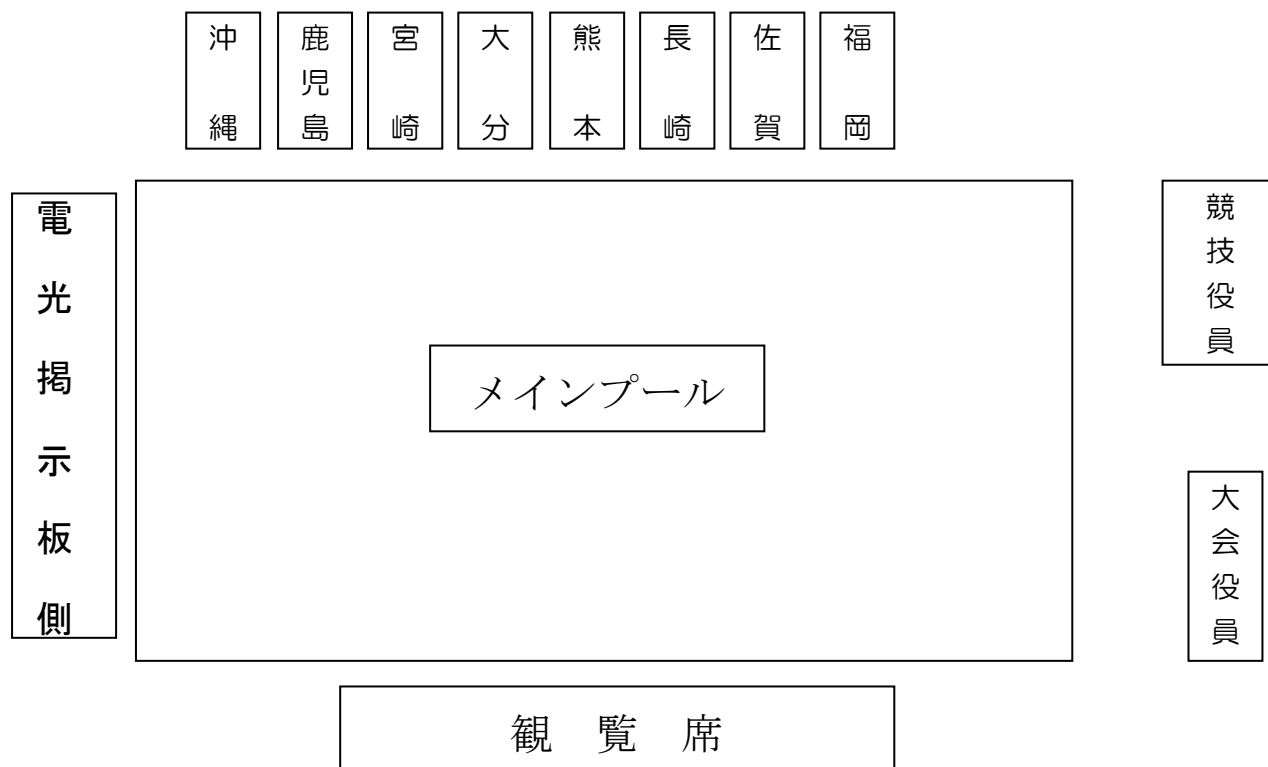 沖縄
鹿児島
宮崎
大分
熊本
長崎
佐賀
福岡
電光掲示板側
メインプール
競技役員
大会役員
観覧席